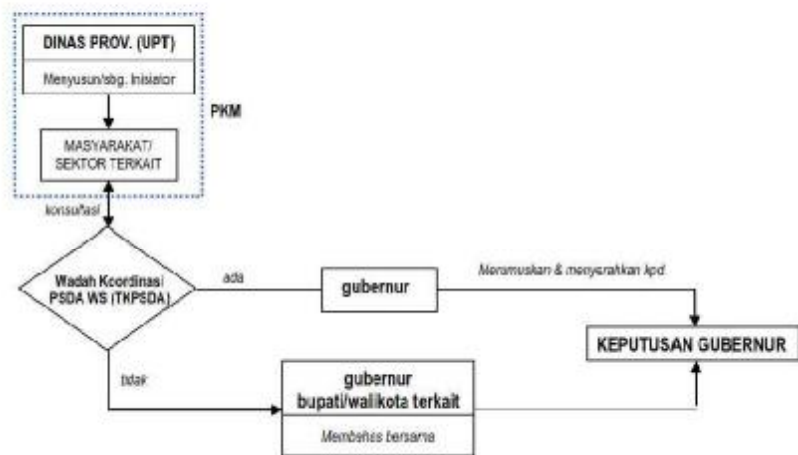 DINAS PROV. (UPT)
Menyusun/sbg. Inisiator
PKM
MASYARAKAT/
SEKTOR TERKAIT
konsultasi
Wadah Koordinasi
PSDA WS (TKPSDA)
ada
gubernur
Merumuskan & menyerahkan kpd.
KEPUTUSAN GUBERNUR
tidak
gubernur
bupati/walikota terkait
Membahas bersama